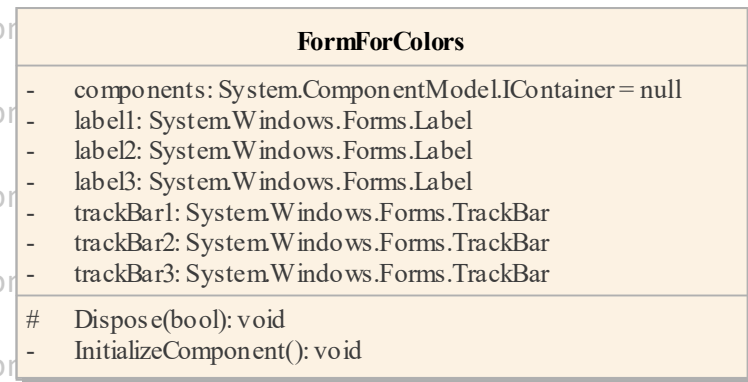 FormForColors
- components: System.ComponentModel.IContainer = null
- label1: System.Windows.Forms.Label
- label2: System.Windows.Forms.Label
- label3: System.Windows.Forms.Label
- trackBar1: System.Windows.Forms.TrackBar
- trackBar2: System.Windows.Forms.TrackBar
- trackBar3: System.Windows.Forms.TrackBar
# Dispose(bool): void
- InitializeComponent(): void